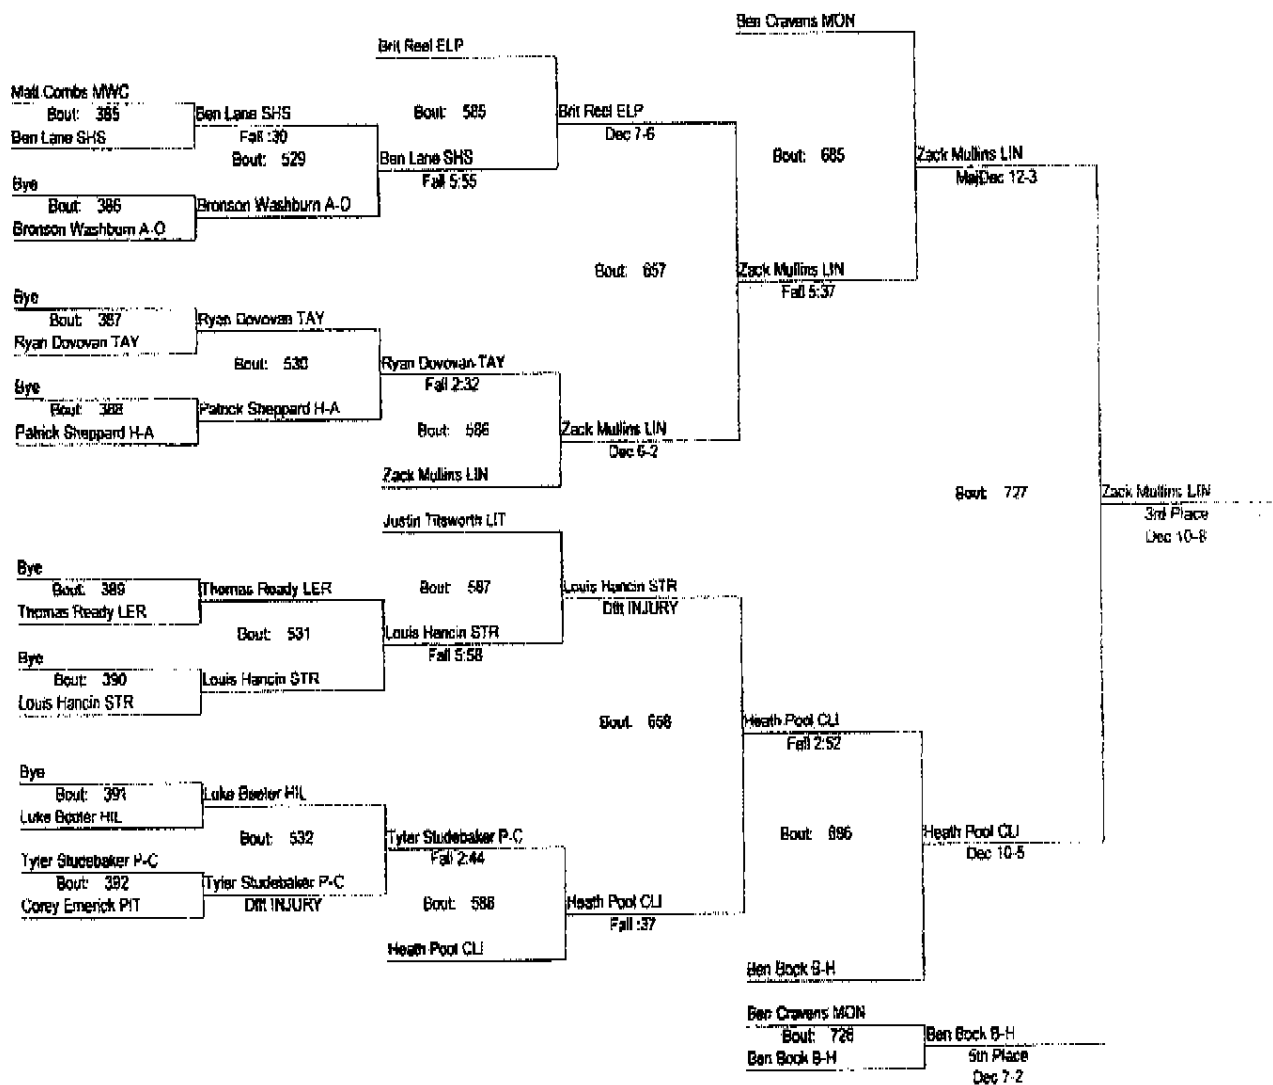 Ben Cravens MON
Brit Reel ELP
Matt Combs MWC
Bout: 385
Ben Lane SHS
Ben Lane SHS
Fall :30
Bout: 529
Bout: 585
Brit Reel ELP
Dec 7-6
Bout: 685
Zack Mullins LIN
MajDec 12-3
Ben Lane SHS
Fall 5:55
Bye
Bout: 386
Bronson Washburn A-O
Bronson Washburn A-O
Bout: 657
Zack Mullins LIN
Fall 5:37
Bye
Bout: 387
Ryan Dovovan TAY
Ryan Dovovan TAY
Bout: 530
Ryan Dovovan TAY
Fall 2:32
Bye
Bout: 388
Patrick Sheppard H-A
Patrick Sheppard H-A
Bout: 586
Zack Mullins LIN
Dec 6-2
Zack Mullins LIN
Bout: 727
Zack Mullins LIN
3rd Place
Dec 10-8
Justin Titsworth LIT
Bye
Bout: 389
Thomas Ready LER
Thomas Ready LER
Bout: 587
Louis Hancin STR
Dflt INJURY
Bout: 531
Louis Hancin STR
Fall 5:58
Bye
Bout: 390
Louis Hancin STR
Louis Hancin STR
Bout: 658
Heath Pool CLI
Fall 2:52
Bye
Bout: 391
Luke Beeler HIL
Luke Beeler HIL
Bout: 532
Tyler Studebaker P-C
Fall 2:44
Bout: 686
Heath Pool CLI
Dec 10-5
Tyler Studebaker P-C
Bout: 392
Corey Emerick PIT
Tyler Studebaker P-C
Dflt INJURY
Bout: 588
Heath Pool CLI
Fall :37
Heath Pool CLI
Ben Bock B-H
Ben Cravens MON
Bout: 728
Ben Bock B-H
Ben Bock B-H
5th Place
Dec 7-2